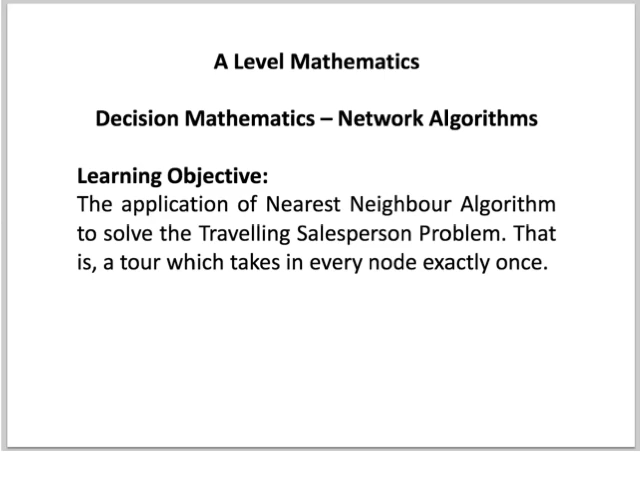 A Level Mathematics
Decision Mathematics – Network Algorithms
Learning Objective:
The application of Nearest Neighbour Algorithm
to solve the Travelling Salesperson Problem. That
is, a tour which takes in every node exactly once.